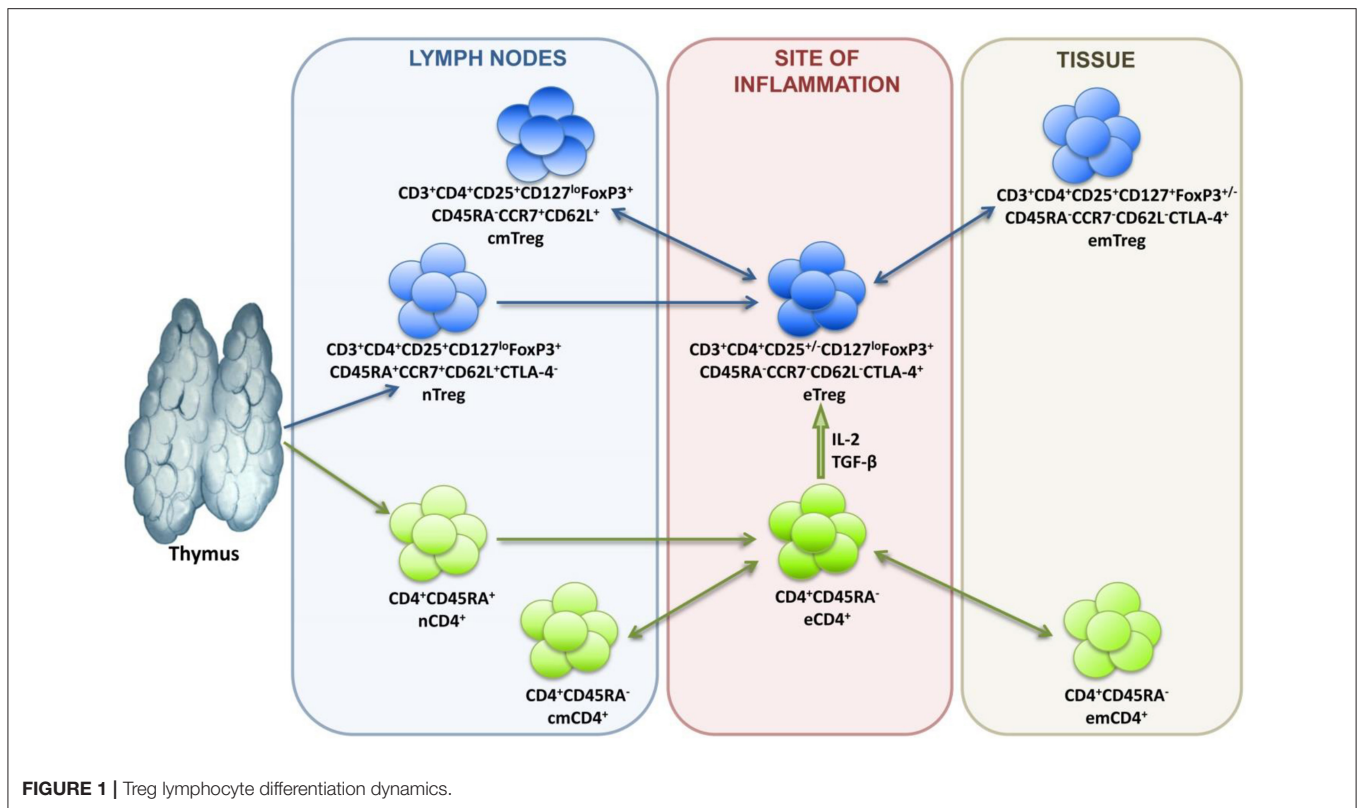 LYMPH NODES
SITE OF
INFLAMMATION
TISSUE
CD3⁺CD4⁺CD25⁺CD127ˡᵒFoxP3⁺
CD45RA⁻CCR7⁺CD62L⁺
cmTreg
CD3⁺CD4⁺CD25⁺CD127⁺FoxP3⁺/⁻
CD45RA⁻CCR7⁻CD62L⁻CTLA-4⁺
emTreg
CD3⁺CD4⁺CD25⁺CD127ˡᵒFoxP3⁺
CD45RA⁺CCR7⁺CD62L⁺CTLA-4⁻
nTreg
CD3⁺CD4⁺CD25⁺/⁻CD127ˡᵒFoxP3⁺
CD45RA⁻CCR7⁻CD62L⁻CTLA-4⁺
eTreg
IL-2
TGF-β
Thymus
CD4⁺CD45RA⁺
nCD4⁺
CD4⁺CD45RA⁻
eCD4⁺
CD4⁺CD45RA⁻
cmCD4⁺
CD4⁺CD45RA⁻
emCD4⁺
FIGURE 1 | Treg lymphocyte differentiation dynamics.